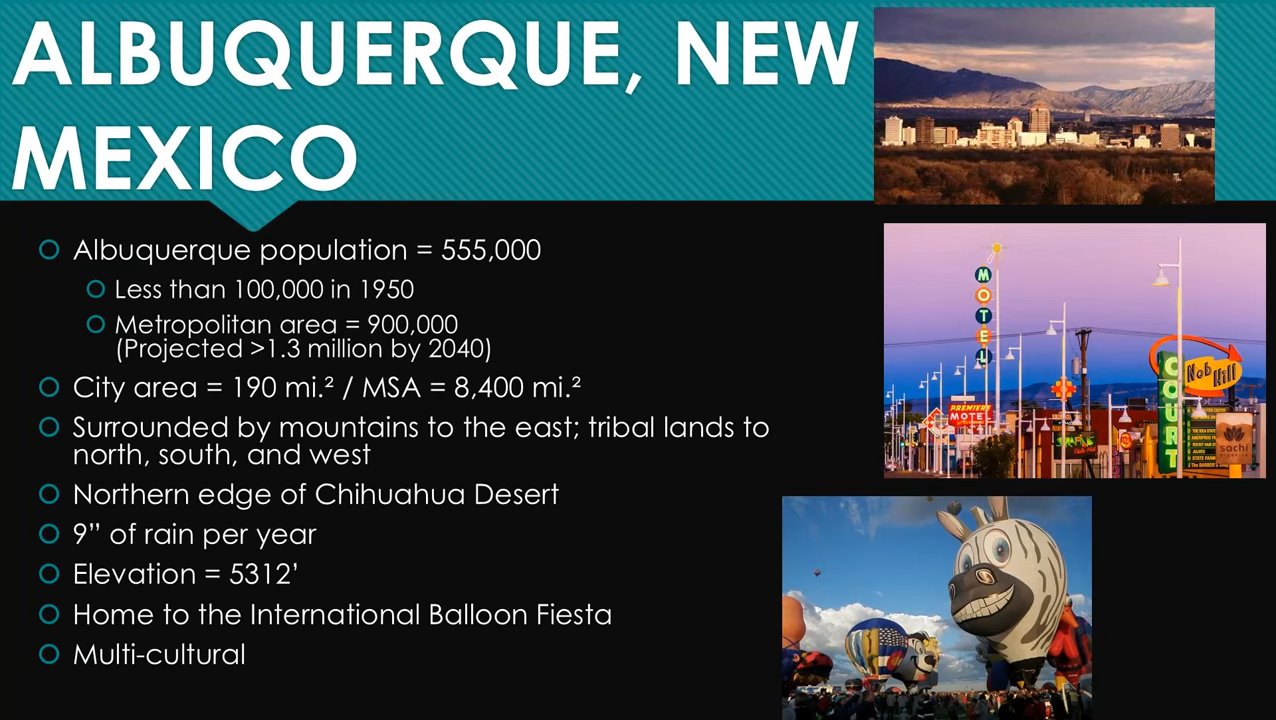 ALBUQUERQUE, NEW
MEXICO
Albuquerque population = 555,000
Less than 100,000 in 1950
Metropolitan area = 900,000
(Projected >1.3 million by 2040)
City area = 190 mi.² / MSA = 8,400 mi.²
Surrounded by mountains to the east; tribal lands to
north, south, and west
Northern edge of Chihuahua Desert
9” of rain per year
Elevation = 5312’
Home to the International Balloon Fiesta
Multi-cultural
MOTEL
Nob Hill
COURT
PREMIERE
MOTEL
sachi